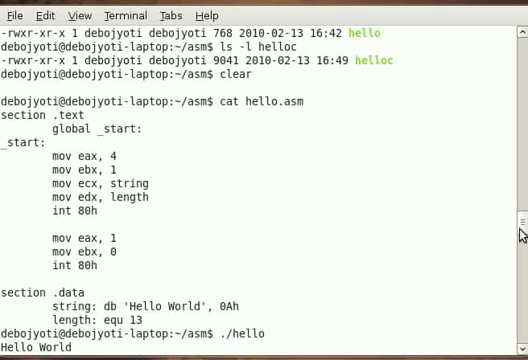 File Edit View Terminal Tabs Help
-rwxr-xr-x 1 debojyoti debojyoti 768 2010-02-13 16:42 hello
debojyoti@debojyoti-laptop:~/asm$ ls -l helloc
-rwxr-xr-x 1 debojyoti debojyoti 9041 2010-02-13 16:49 helloc
debojyoti@debojyoti-laptop:~/asm$ clear
debojyoti@debojyoti-laptop:~/asm$ cat hello.asm
section .text
global _start:
_start:
mov eax, 4
mov ebx, 1
mov ecx, string
mov edx, length
int 80h
mov eax, 1
mov ebx, 0
int 80h
section .data
string: db 'Hello World', 0Ah
length: equ 13
debojyoti@debojyoti-laptop:~/asm$ ./hello
Hello World